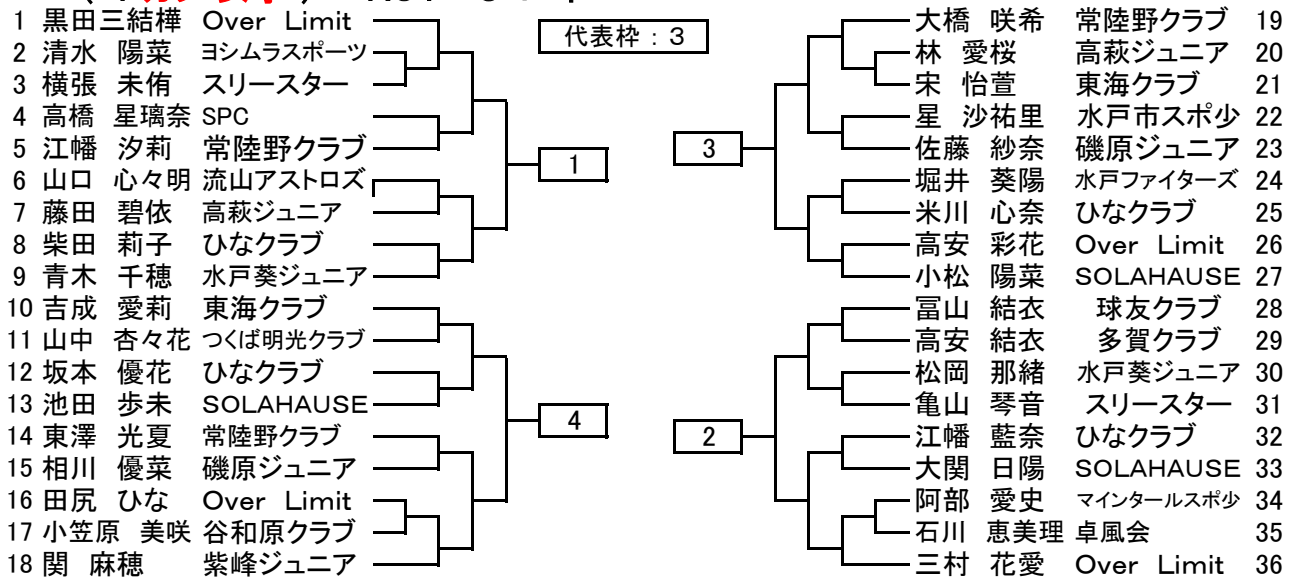 代表枠：３
1 黒田三結樺 Over Limit
2 清水 陽菜 ヨシムラスポーツ
3 横張 未侑 スリースター
4 高橋 星璃奈 SPC
5 江幡 汐莉 常陸野クラブ
6 山口 心々明 流山アストロズ
7 藤田 碧依 高萩ジュニア
8 柴田 莉子 ひなクラブ
9 青木 千穂 水戸葵ジュニア
10 吉成 愛莉 東海クラブ
11 山中 杏々花 つくば明光クラブ
12 坂本 優花 ひなクラブ
13 池田 歩未 SOLAHAUSE
14 東澤 光夏 常陸野クラブ
15 相川 優菜 磯原ジュニア
16 田尻 ひな Over Limit
17 小笠原 美咲 谷和原クラブ
18 関 麻穂 紫峰ジュニア
1
4
3
2
大橋 咲希 常陸野クラブ 19
林 愛桜 高萩ジュニア 20
宋 怡萱 東海クラブ 21
星 沙祐里 水戸市スポ少 22
佐藤 紗奈 磯原ジュニア 23
堀井 葵陽 水戸ファイターズ 24
米川 心奈 ひなクラブ 25
高安 彩花 Over Limit 26
小松 陽菜 SOLAHAUSE 27
冨山 結衣 球友クラブ 28
高安 結衣 多賀クラブ 29
松岡 那緒 水戸葵ジュニア 30
亀山 琴音 スリースター 31
江幡 藍奈 ひなクラブ 32
大関 日陽 SOLAHAUSE 33
阿部 愛史 マインタールスポ少 34
石川 恵美理 卓風会 35
三村 花愛 Over Limit 36